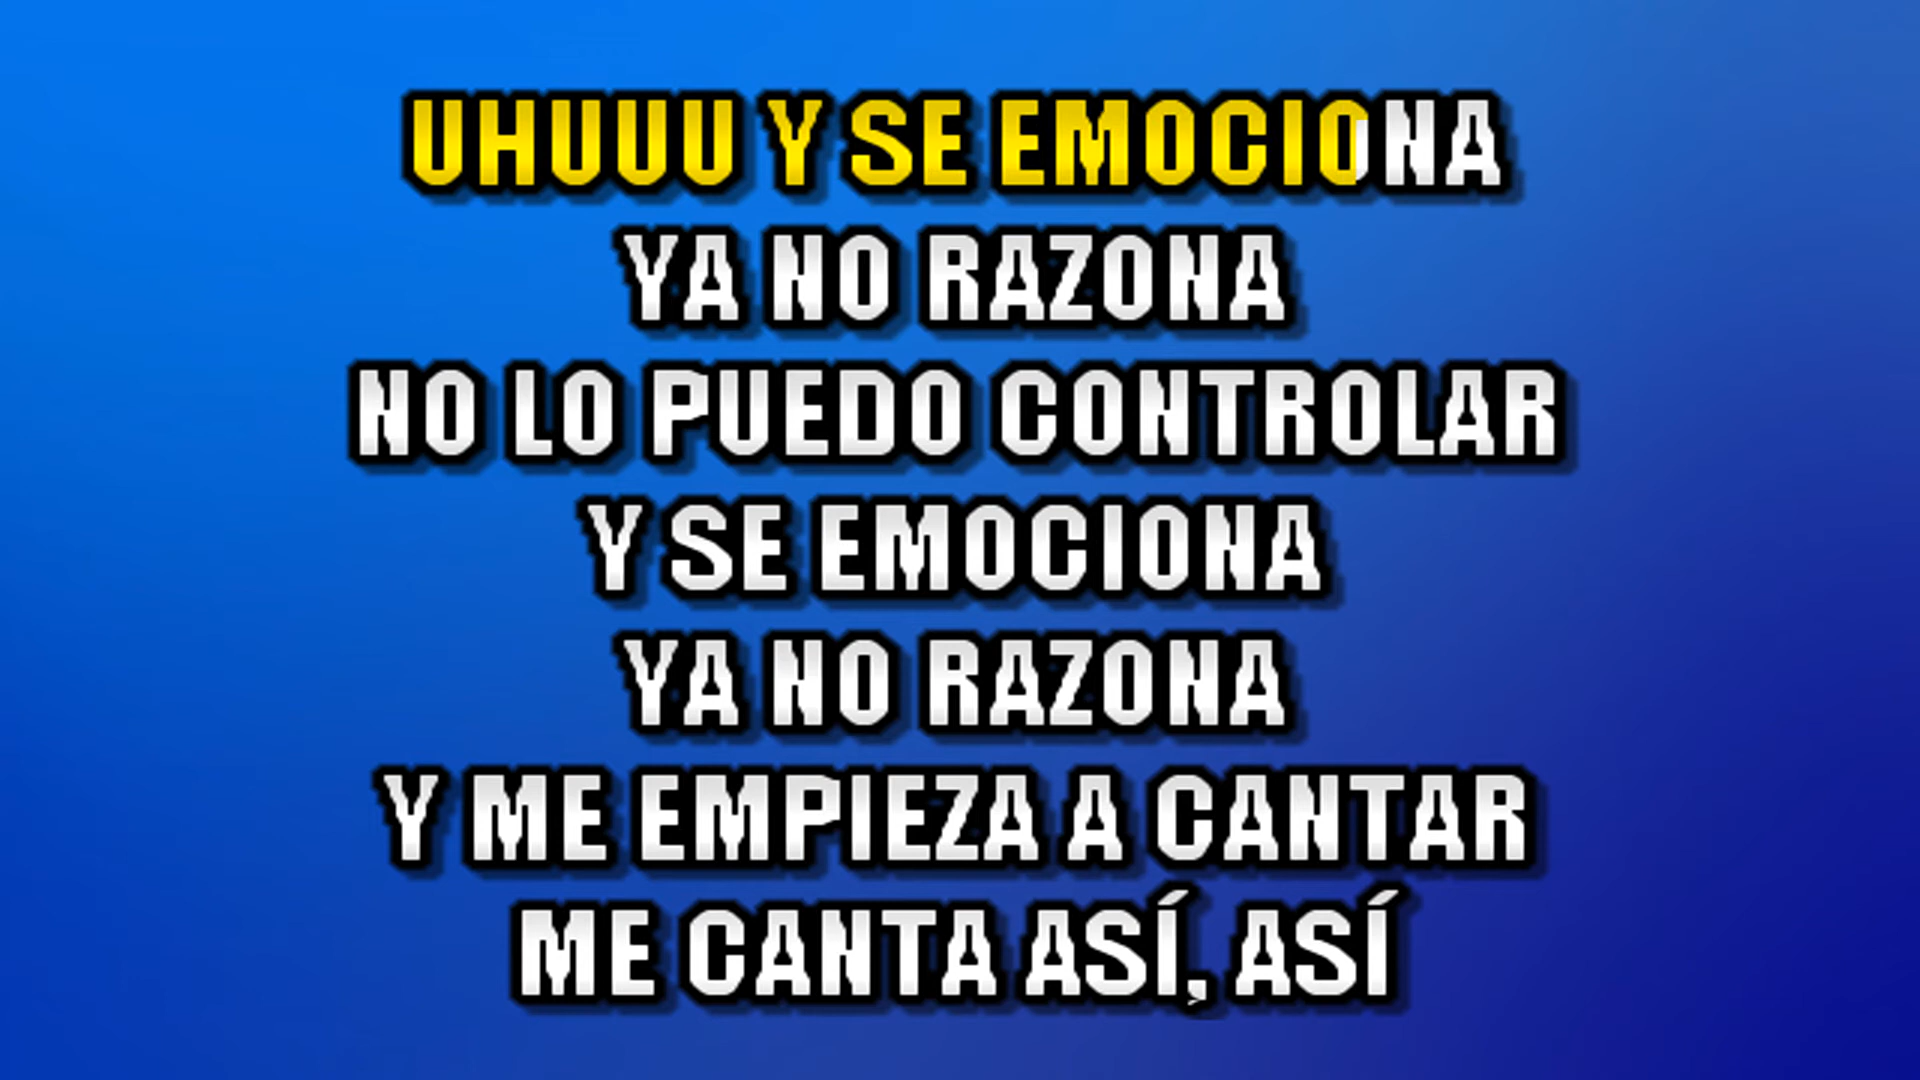 UHUUU Y SE EMOCIONA
YA NO RAZONA
NO LO PUEDO CONTROLAR
Y SE EMOCIONA
YA NO RAZONA
Y ME EMPIEZA A CANTAR
ME CANTA ASÍ, ASÍ